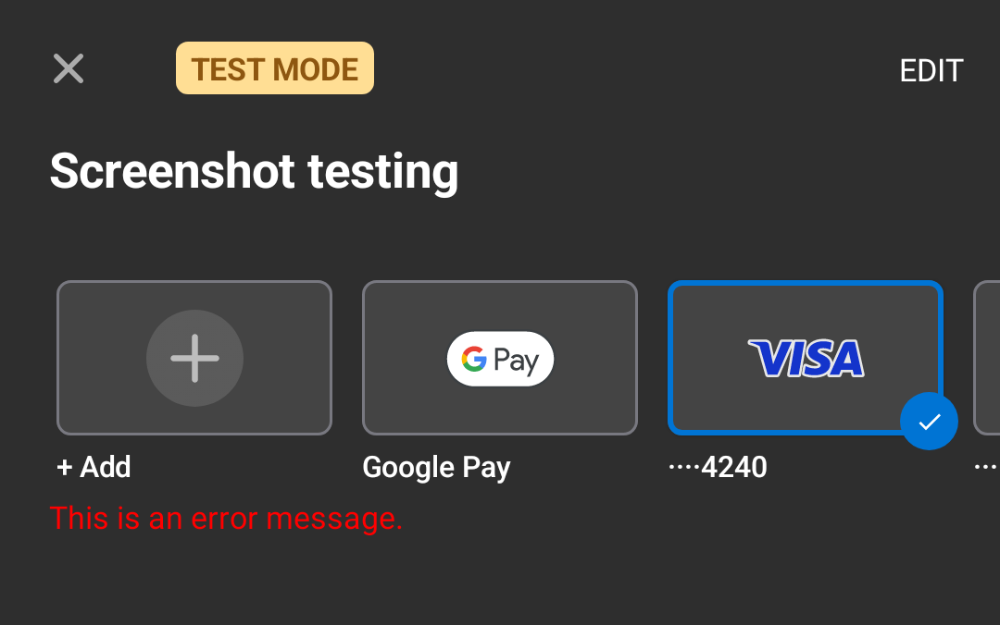 TEST MODE
EDIT
Screenshot testing
G Pay
VISA
+ Add
Google Pay
····4240
···
This is an error message.